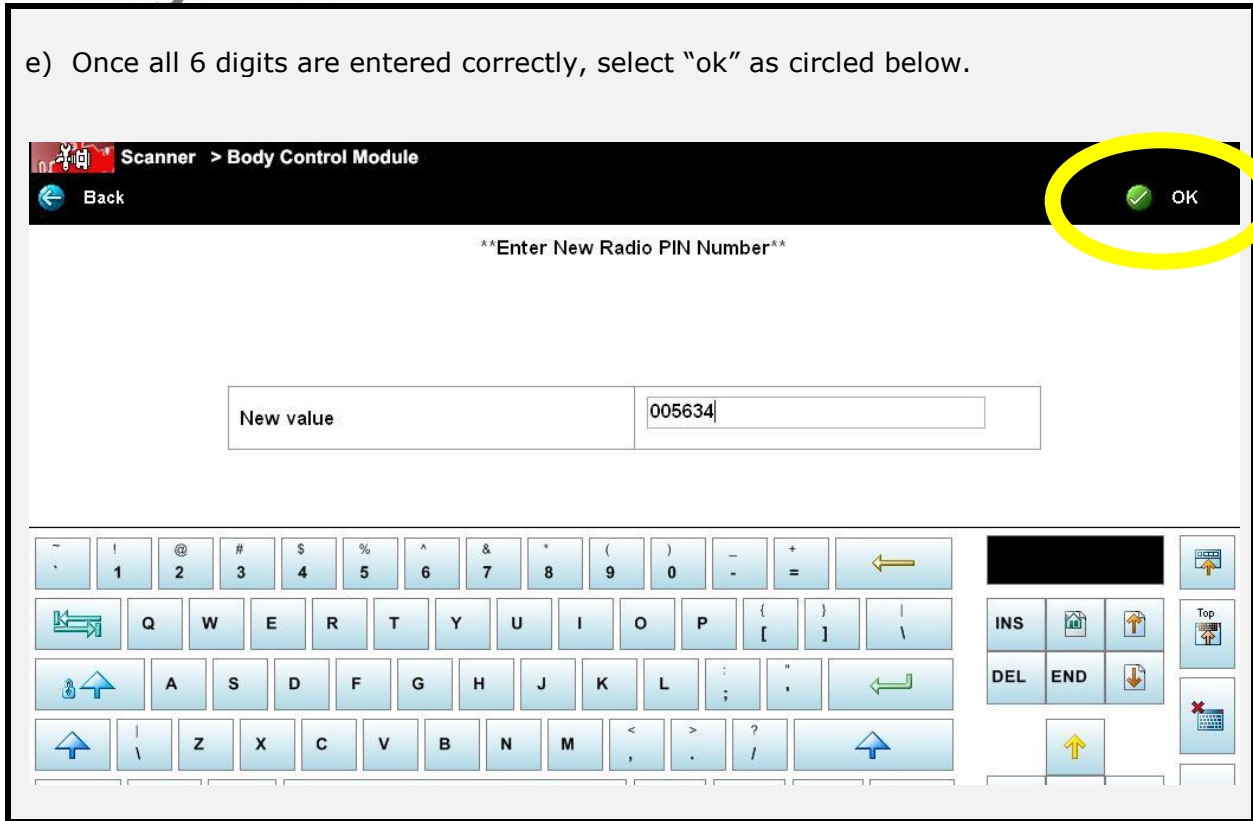 e) Once all 6 digits are entered correctly, select “ok” as circled below.
Scanner > Body Control Module
Back
OK
**Enter New Radio PIN Number**
New value
005634
~ ! @ # $ % ^ & * ( ) _ +
` 1 2 3 4 5 6 7 8 9 0 - =
Q W E R T Y U I O P { [ } ] | \
INS
Top
A S D F G H J K L : ; " '
DEL END
| \ Z X C V B N M < , > . ? /